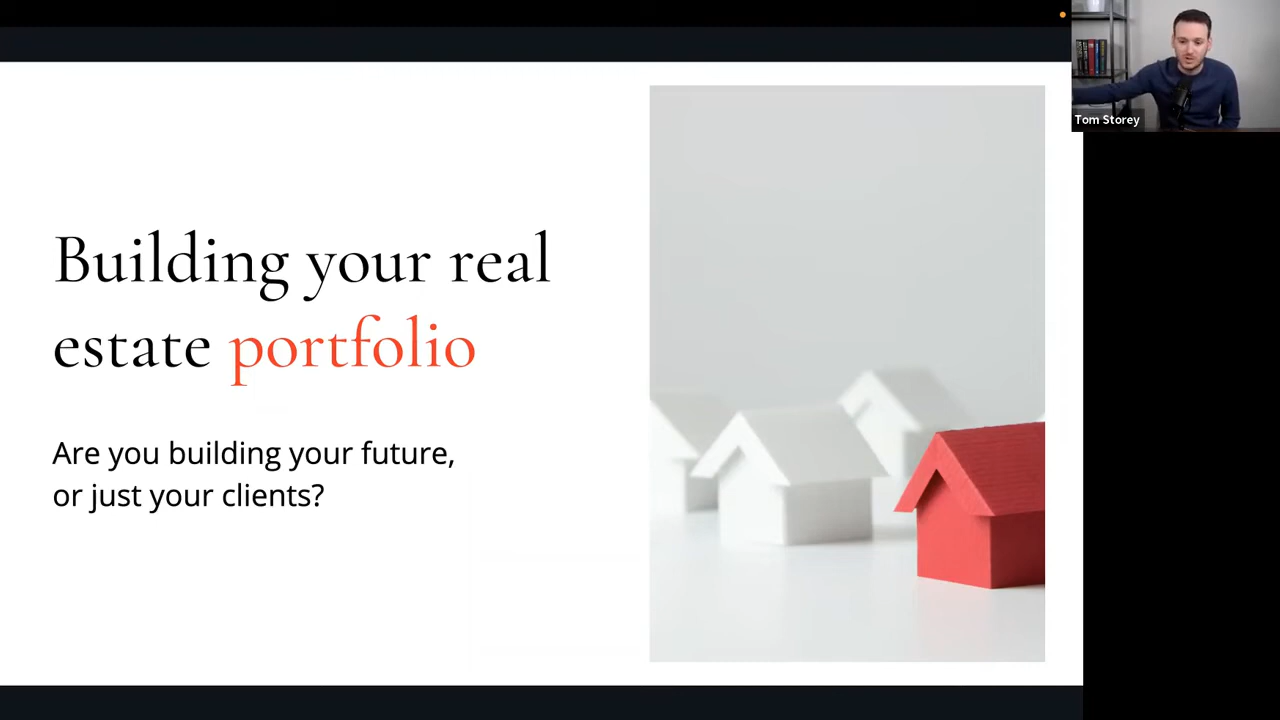 Building your real
estate portfolio
Are you building your future,
or just your clients?
Tom Storey